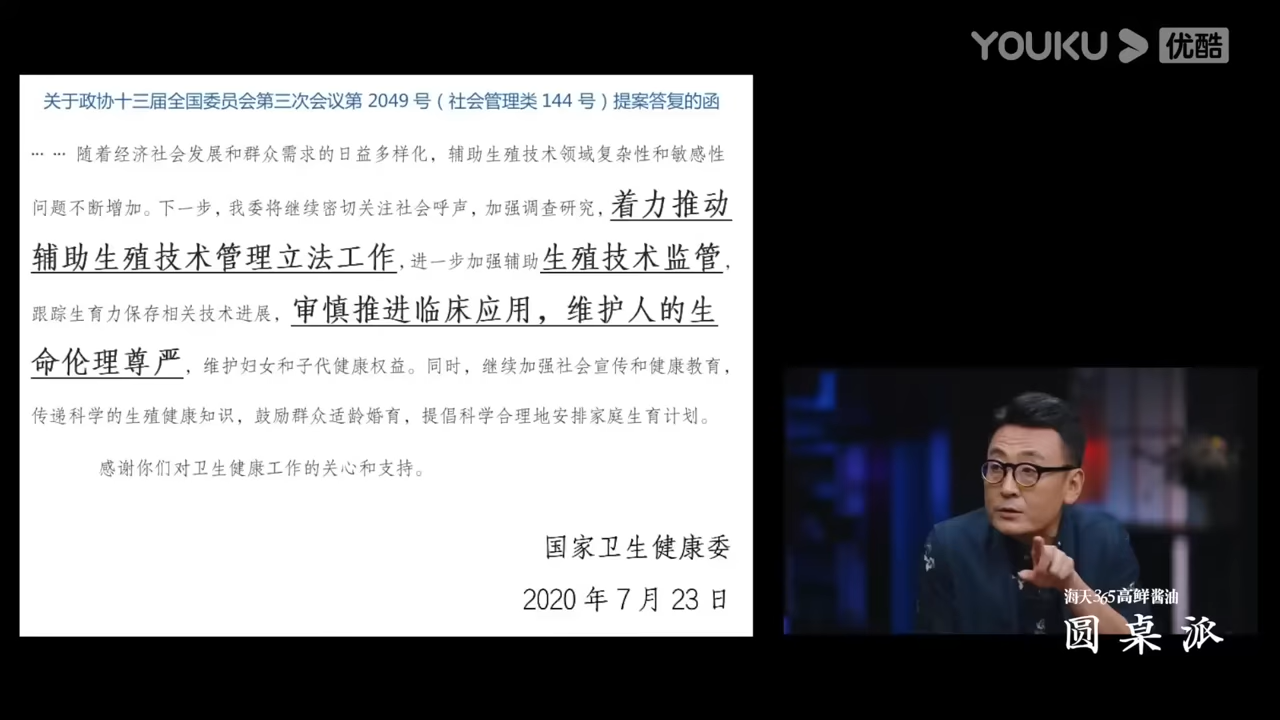 YOUKU 优酷
关于政协十三届全国委员会第三次会议第 2049 号（社会管理类 144 号）提案答复的函
… … 随着经济社会发展和群众需求的日益多样化，辅助生殖技术领域复杂性和敏感性
问题不断增加。下一步，我委将继续密切关注社会呼声，加强调查研究，着力推动
辅助生殖技术管理立法工作，进一步加强辅助生殖技术监管，
跟踪生育力保存相关技术进展，审慎推进临床应用，维护人的生
命伦理尊严，维护妇女和子代健康权益。同时，继续加强社会宣传和健康教育，
传递科学的生殖健康知识，鼓励群众适龄婚育，提倡科学合理地安排家庭生育计划。
感谢你们对卫生健康工作的关心和支持。
国家卫生健康委
2020 年 7 月 23 日
海天365高鲜酱油
圆桌派